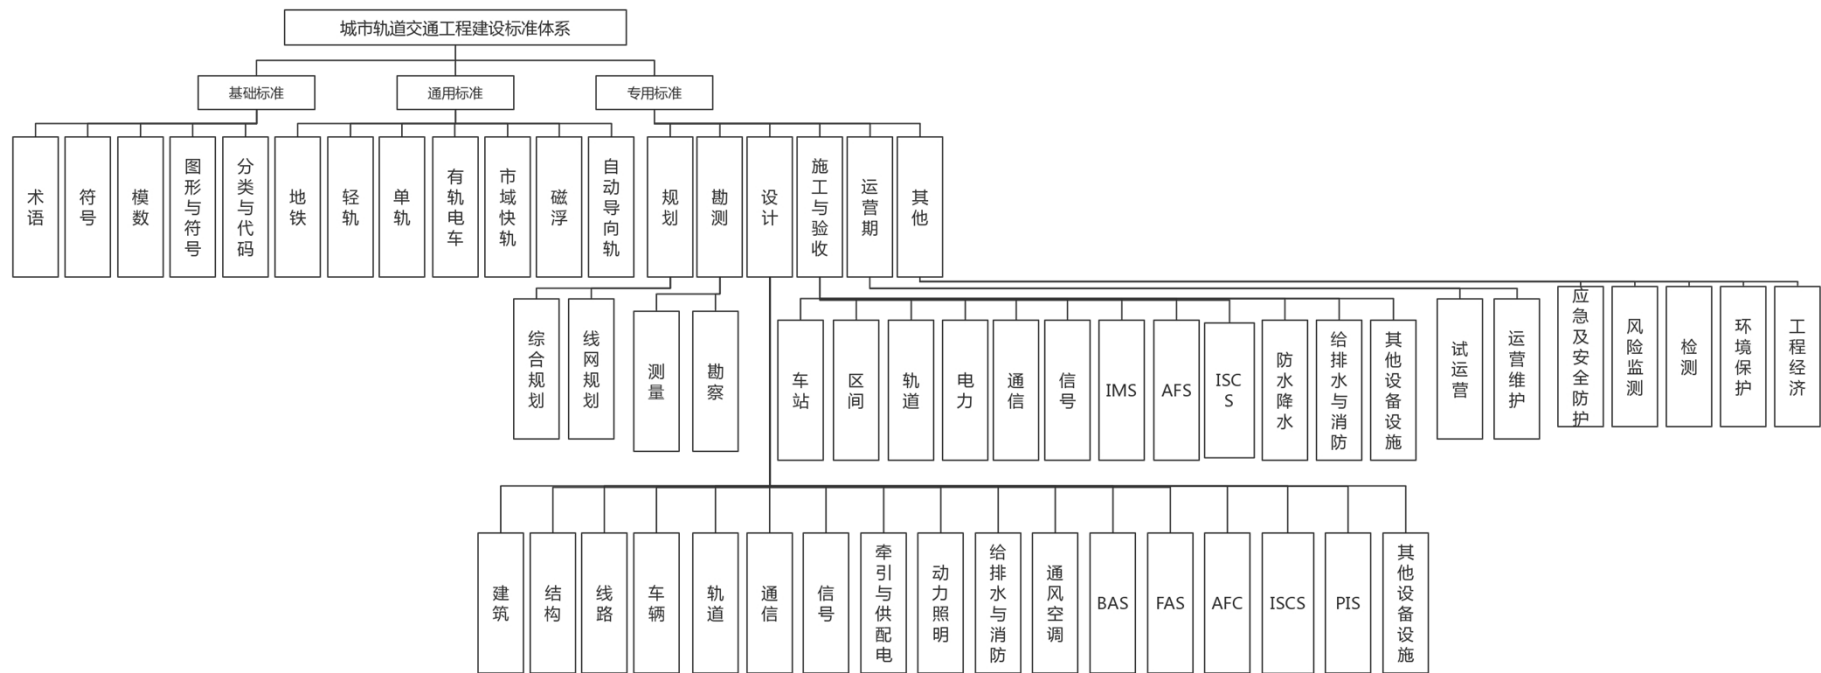 城市轨道交通工程建设标准体系
基础标准
通用标准
专用标准
术语
符号
模数
图形与符号
分类与代码
地铁
轻轨
单轨
有轨电车
市域快轨
磁浮
自动导向轨
规划
勘测
设计
施工与验收
运营期
其他
综合规划
线网规划
测量
勘察
车站
区间
轨道
电力
通信
信号
IMS
AFS
ISC
S
防水降水
给排水与消防
其他设备设施
试运营
运营维护
应急及安全防护
风险监测
检测
环境保护
工程经济
建筑
结构
线路
车辆
轨道
通信
信号
牵引与供配电
动力照明
给排水与消防
通风空调
BAS
FAS
AFC
ISCS
PIS
其他设备设施